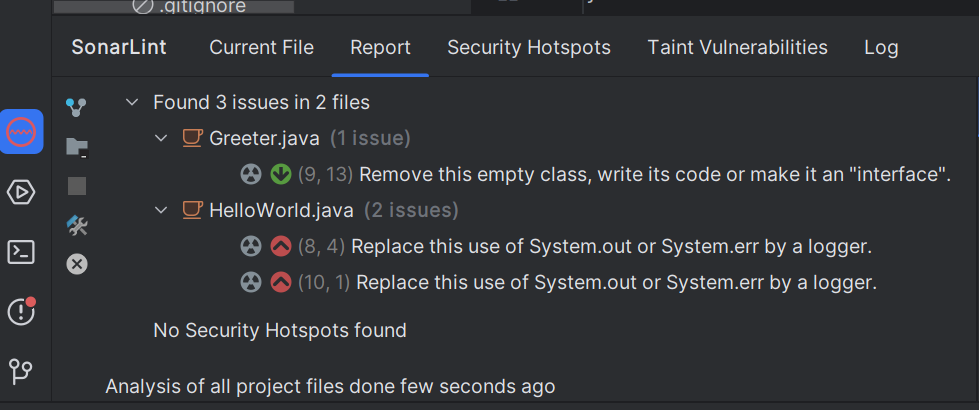 .gitignore
SonarLint Current File Report Security Hotspots Taint Vulnerabilities Log
Found 3 issues in 2 files
Greeter.java (1 issue)
(9, 13) Remove this empty class, write its code or make it an "interface".
HelloWorld.java (2 issues)
(8, 4) Replace this use of System.out or System.err by a logger.
(10, 1) Replace this use of System.out or System.err by a logger.
No Security Hotspots found
Analysis of all project files done few seconds ago